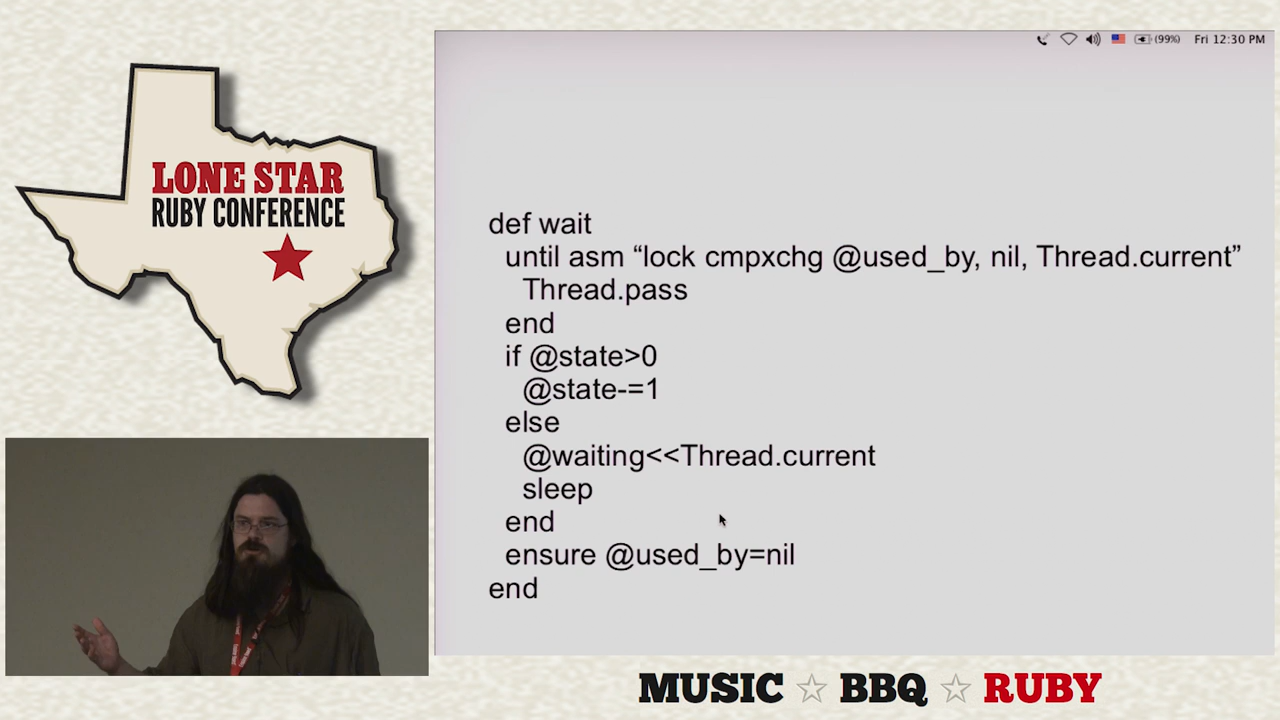 LONE STAR
RUBY CONFERENCE
(99%) Fri 12:30 PM
def wait
until asm “lock cmpxchg @used_by, nil, Thread.current”
Thread.pass
end
if @state>0
@state-=1
else
@waiting<<Thread.current
sleep
end
ensure @used_by=nil
end
MUSIC ☆ BBQ ☆ RUBY